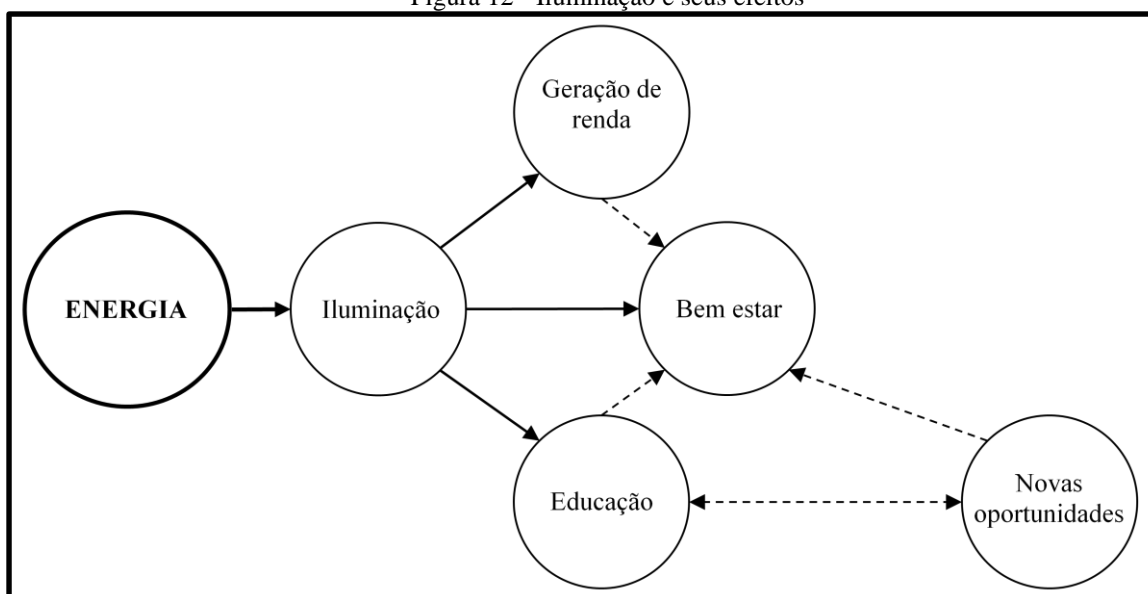 Figura 12 - Iluminação e seus efeitos
Geração de
renda
ENERGIA
Iluminação
Bem estar
Educação
Novas
oportunidades